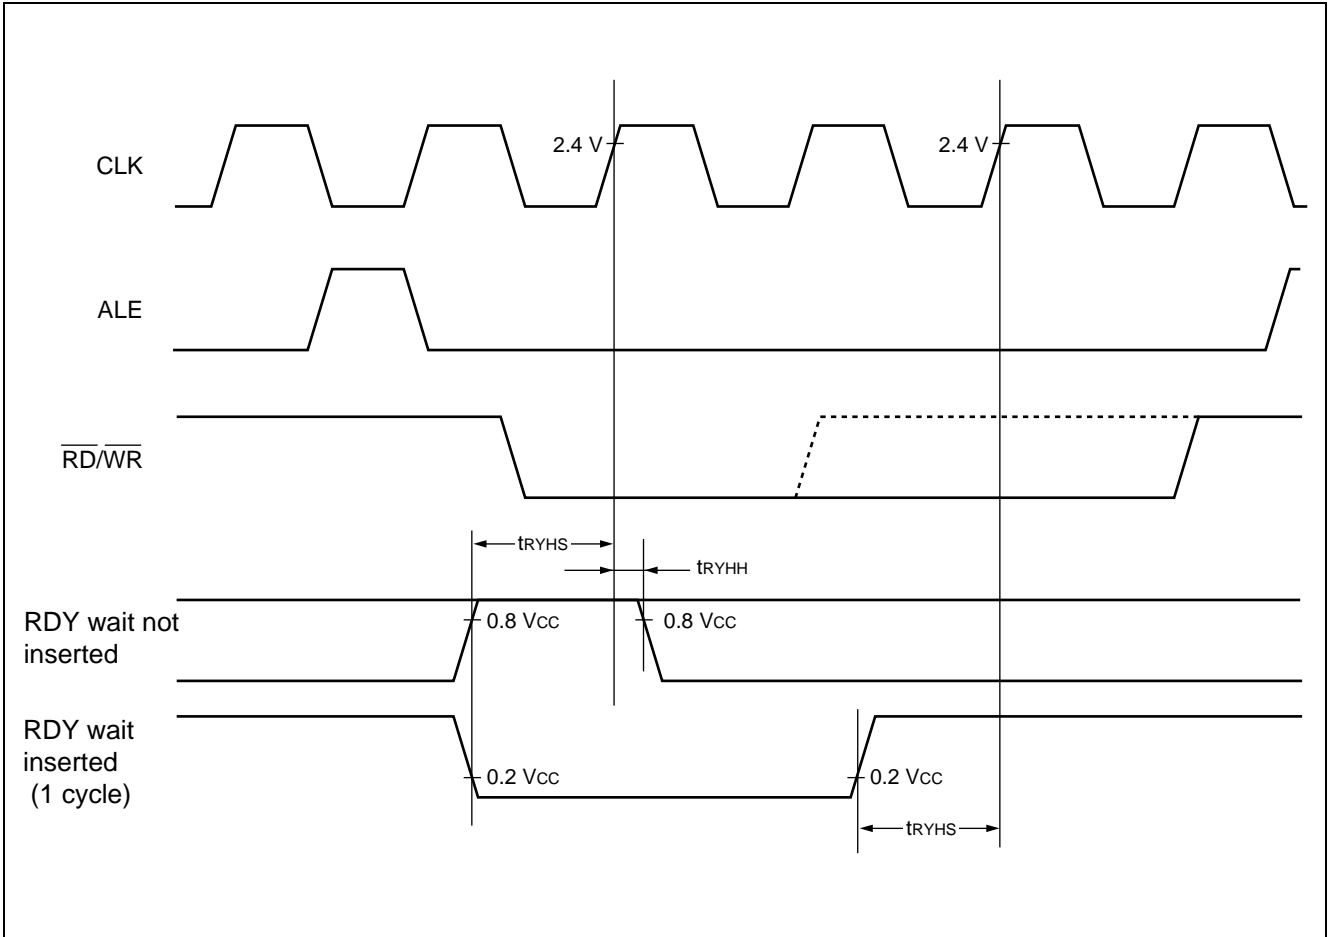 CLK
2.4 V
2.4 V
ALE
RD/WR
tRYHS
tRYHH
RDY wait not
inserted
0.8 VCC
0.8 VCC
RDY wait
inserted
(1 cycle)
0.2 VCC
0.2 VCC
tRYHS